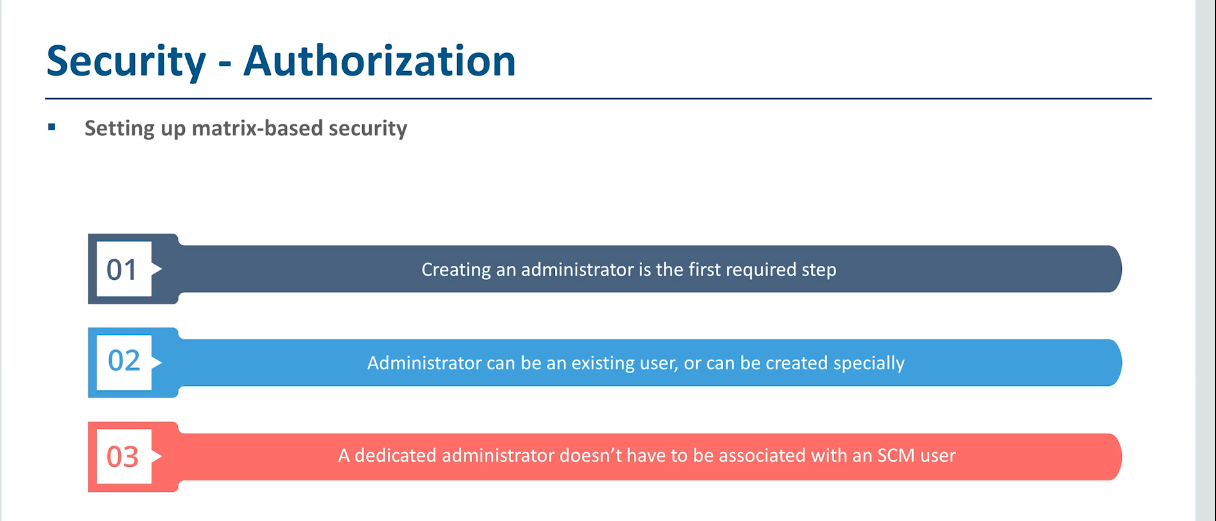 Security - Authorization
Setting up matrix-based security
01
Creating an administrator is the first required step
02
Administrator can be an existing user, or can be created specially
03
A dedicated administrator doesn’t have to be associated with an SCM user